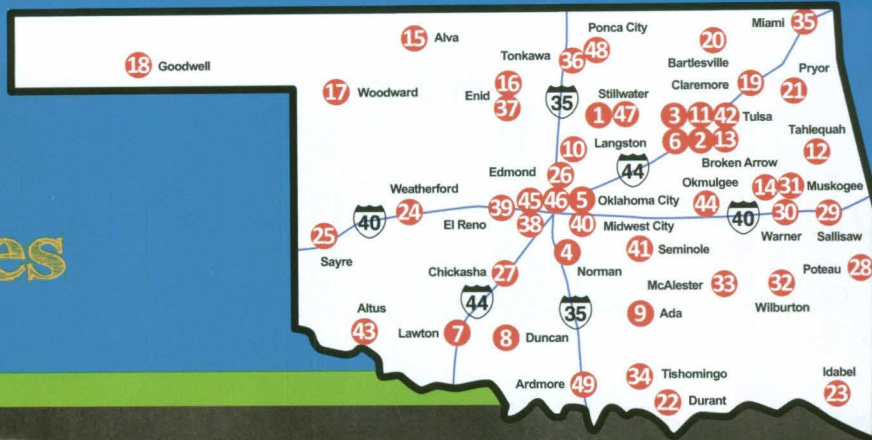 Miami 35
15 Alva
Ponca City
20
18 Goodwell
Tonkawa 36 48
Bartlesville
Claremore 19
Pryor
21
17 Woodward
16
Enid 37
35
Stillwater
1 47
3 11 42 Tulsa
6 2 13
Tahlequah
12
10
Langston
44
Broken Arrow
Edmond
26
Okmulgee
44
14 31 Muskogee
Weatherford
24
40
39 45 46 5 Oklahoma City
40
30
Warner
29
Sallisaw
El Reno
38
40 Midwest City
25
Sayre
es
4
Norman
41 Seminole
Poteau 28
Chickasha 27
McAlester 33
32
Wilburton
44
35
9 Ada
Altus
43
Lawton 7
8 Duncan
Ardmore 49
34 Tishomingo
22 Durant
Idabel
23